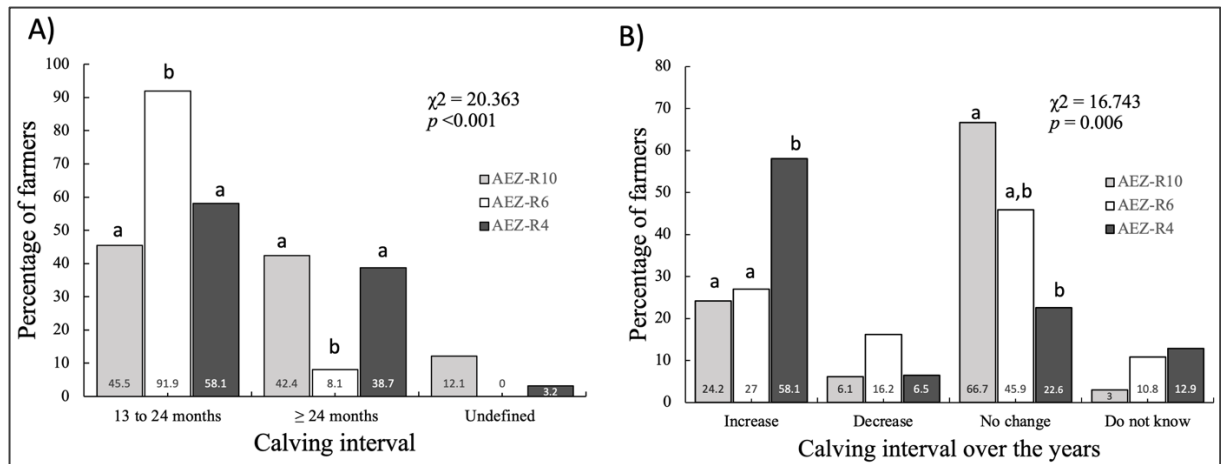 A)
100
90
80
70
60
50
40
30
20
10
0
Percentage of farmers
b
a
a
a
b
a
χ2 = 20.363
p <0.001
AEZ-R10
AEZ-R6
AEZ-R4
45.5 91.9 58.1 42.4 8.1 38.7 12.1 0 3.2
13 to 24 months ≥ 24 months Undefined
Calving interval
B)
80
70
60
50
40
30
20
10
0
Percentage of farmers
a a b
a a,b b
χ2 = 16.743
p = 0.006
AEZ-R10
AEZ-R6
AEZ-R4
24.2 27 58.1 6.1 16.2 6.5 66.7 45.9 22.6 3 10.8 12.9
Increase Decrease No change Do not know
Calving interval over the years